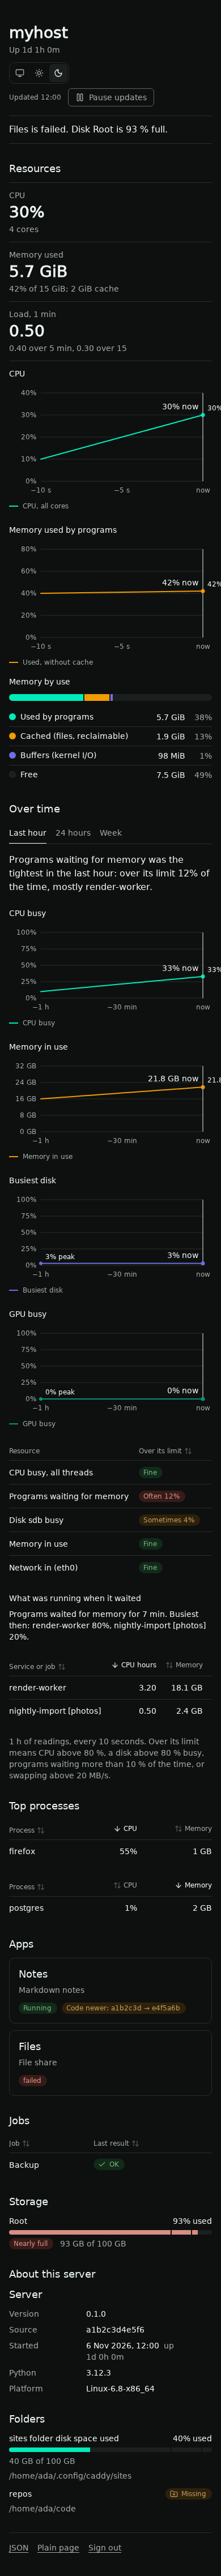 myhost
Up 1d 1h 0m
Updated 12:00 Pause updates
Files is failed. Disk Root is 93 % full.
Resources
CPU
30%
4 cores
Memory used
5.7 GiB
42% of 15 GiB; 2 GiB cache
Load, 1 min
0.50
0.40 over 5 min, 0.30 over 15
CPU
40%
30% now 30%
30%
20%
10%
0%
−10 s −5 s now
CPU, all cores
Memory used by programs
80%
60%
42% now 42%
40%
20%
0%
−10 s −5 s now
Used, without cache
Memory by use
Used by programs 5.7 GiB 38%
Cached (files, reclaimable) 1.9 GiB 13%
Buffers (kernel I/O) 98 MiB 1%
Free 7.5 GiB 49%
Over time
Last hour 24 hours Week
Programs waiting for memory was the
tightest in the last hour: over its limit 12% of
the time, mostly render-worker.
CPU busy
100%
75%
50%
33% now 33%
25%
0%
−1 h −30 min now
CPU busy
Memory in use
32 GB
24 GB
21.8 GB now 21.8
16 GB
8 GB
0 GB
−1 h −30 min now
Memory in use
Busiest disk
100%
75%
50%
25%
3% peak 3% now
0%
−1 h −30 min now
Busiest disk
GPU busy
100%
75%
50%
25%
0% peak 0% now
0%
−1 h −30 min now
GPU busy
Resource Over its limit
CPU busy, all threads Fine
Programs waiting for memory Often 12%
Disk sdb busy Sometimes 4%
Memory in use Fine
Network in (eth0) Fine
What was running when it waited
Programs waited for memory for 7 min. Busiest
then: render-worker 80%, nightly-import [photos]
20%.
Service or job CPU hours Memory
render-worker 3.20 18.1 GB
nightly-import [photos] 0.50 2.4 GB
1 h of readings, every 10 seconds. Over its limit
means CPU above 80 %, a disk above 80 % busy,
programs waiting more than 10 % of the time, or
swapping above 20 MB/s.
Top processes
Process CPU Memory
firefox 55% 1 GB
Process CPU Memory
postgres 1% 2 GB
Apps
Notes
Markdown notes
Running Code newer: a1b2c3d → e4f5a6b
Files
File share
failed
Jobs
Job Last result
Backup OK
Storage
Root 93% used
Nearly full 93 GB of 100 GB
About this server
Server
Version 0.1.0
Source a1b2c3d4e5f6
Started 6 Nov 2026, 12:00 up
1d 0h 0m
Python 3.12.3
Platform Linux-6.8-x86_64
Folders
sites folder disk space used 40% used
40 GB of 100 GB
/home/ada/.config/caddy/sites
repos Missing
/home/ada/code
JSON Plain page Sign out